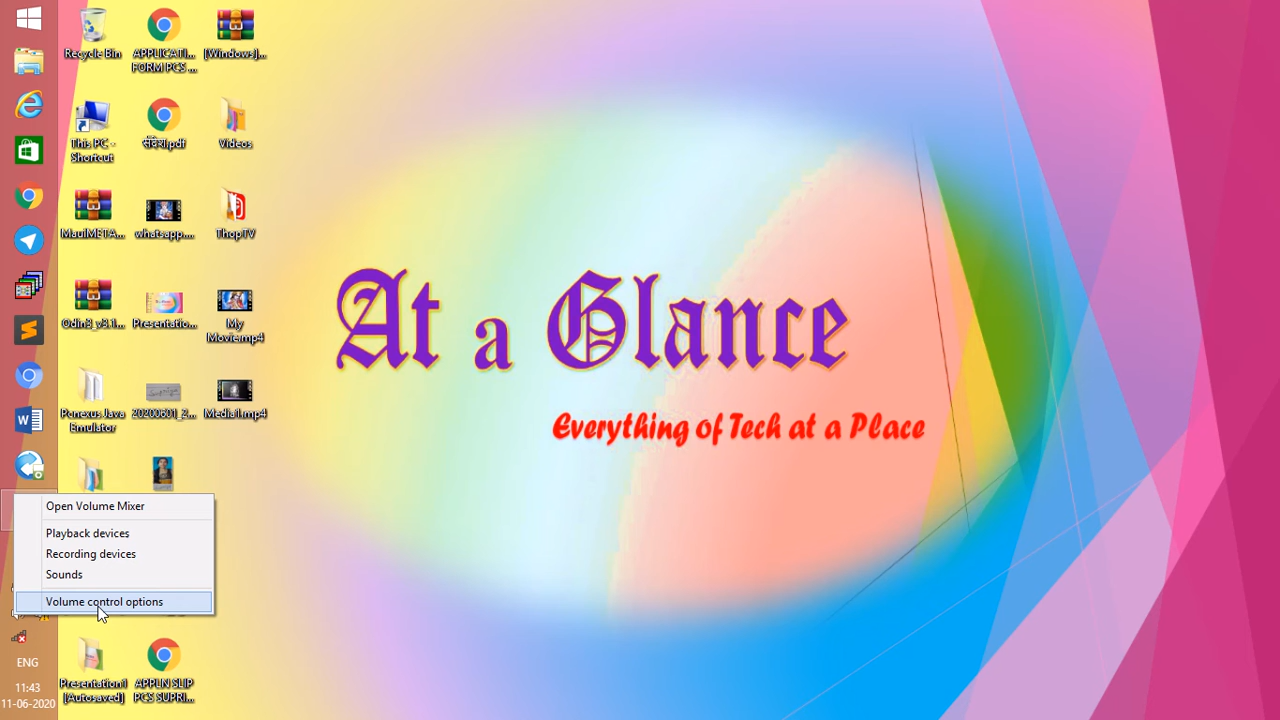 Recycle Bin
APPLICATI...
FORM PCS ...
[Windows]...
This PC -
Shortcut
Videos
MauiMETA...
whatsapp....
ThopTV
Odin3_v3.1...
Presentatio...
My
Movie.mp4
Penexus Java
Emulator
20200601_2...
Media1.mp4
At a Glance
Everything of Tech at a Place
Open Volume Mixer
Playback devices
Recording devices
Sounds
Volume control options
Presentation1
[Autosaved]
APPLN SLIP
PCS SUPRI...
ENG
11:43
11-06-2020